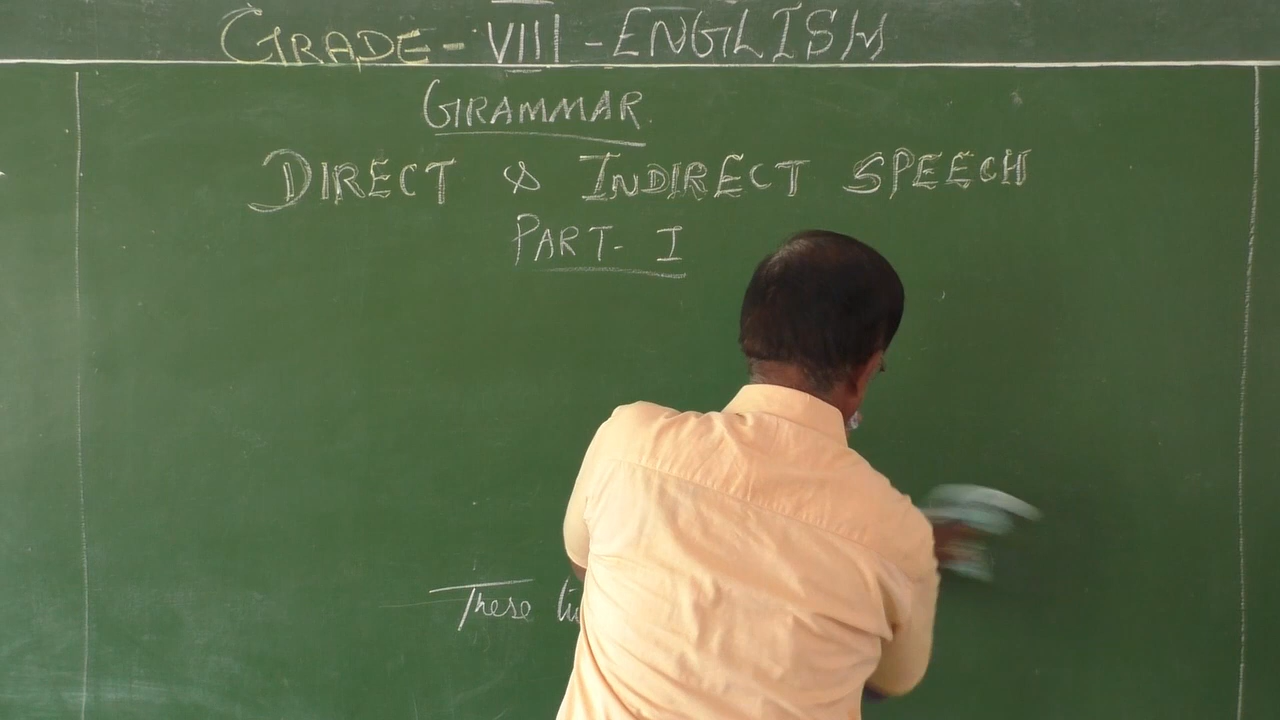 GRADE - VIII - ENGLISH
GRAMMAR
DIRECT & INDIRECT SPEECH
PART - I
These